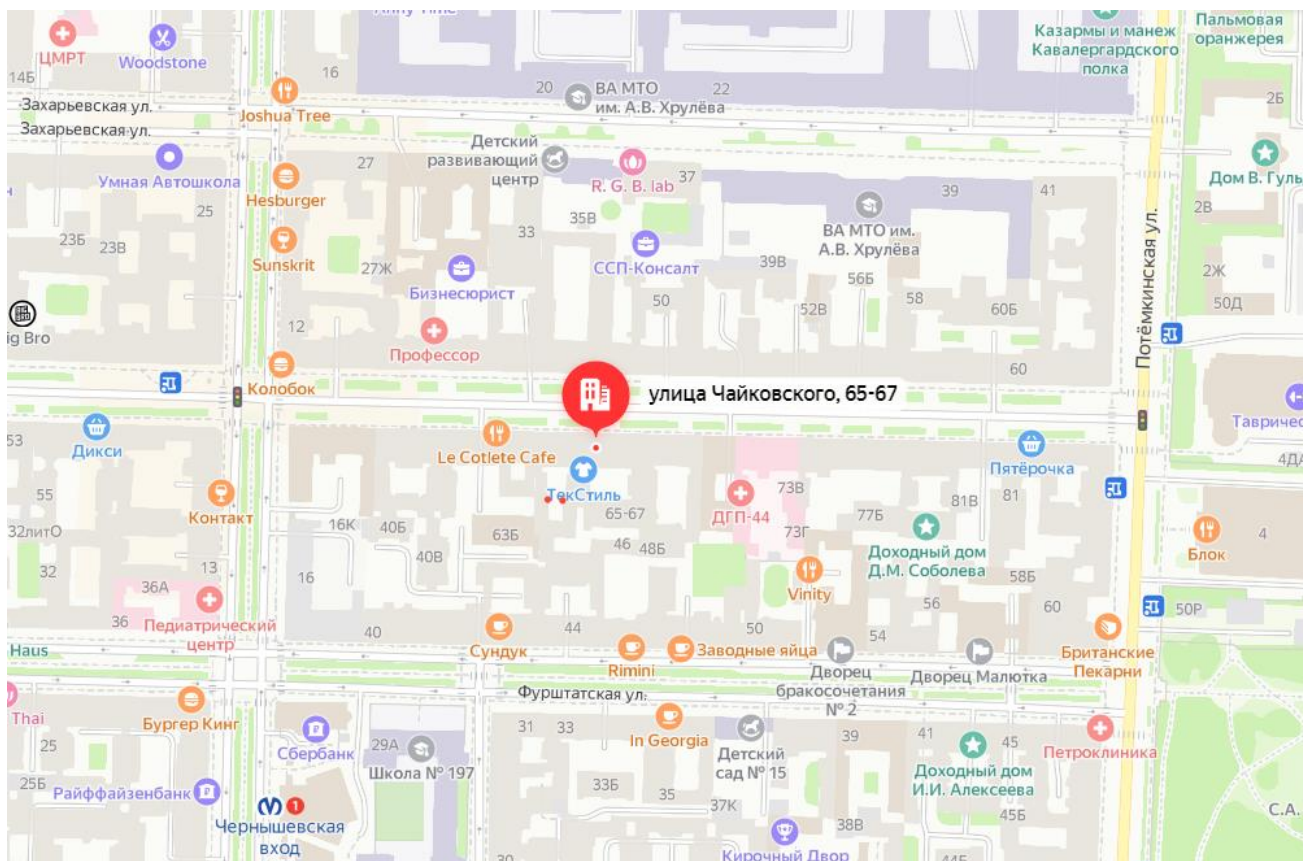 Anny Time
ЦМРТ
Woodstone
14Б
16
20
ВА МТО
им. А.В. Хрулёва
22
Казармы и манеж
Кавалергардского
полка
Пальмовая
оранжерея
2Б
Захарьевская ул.
Захарьевская ул.
Joshua Tree
Умная Автошкола
25
23Б
23В
Hesburger
27
Sunskrit
27Ж
Детский
развивающий
центр
R. G. B. lab
37
35В
33
ВА МТО им.
А.В. Хрулёва
39
41
Дом В. Гуль
2В
2Ж
50Д
Потёмкинская ул.
ССП-Консалт
39В
56Б
58
52В
60Б
50
60
Бизнесюрист
Профессор
12
ig Bro
Колобок
улица Чайковского, 65-67
Тавричес
4ДА
53
Дикси
55
32литО
32
Контакт
13
36А
36
Педиатрический
центр
Le Cotlete Cafe
ТекСтиль
65-67
16К
40Б
40В
63Б
46
48Б
16
ДГП-44
73В
73Г
77Б
81В
81
Пятёрочка
Доходный дом
Д.М. Соболева
58Б
56
60
Vinity
Блок
4
50Р
40
44
50
54
Haus
Сундук
Rimini
Заводные яйца
Дворец
бракосочетания
№ 2
Дворец Малютка
Британские
Пекарни
Фурштатская ул.
Thai
25
25Б
Бургер Кинг
Райффайзенбанк
Сбербанк
1
Чернышевская
вход
29А
Школа № 197
31
33
In Georgia
33Б
35
37К
Детский
сад № 15
39
38В
41
45
Доходный дом
И.И. Алексеева
45Б
Петроклиника
С.А.
30
Кирочный Двор
44Б